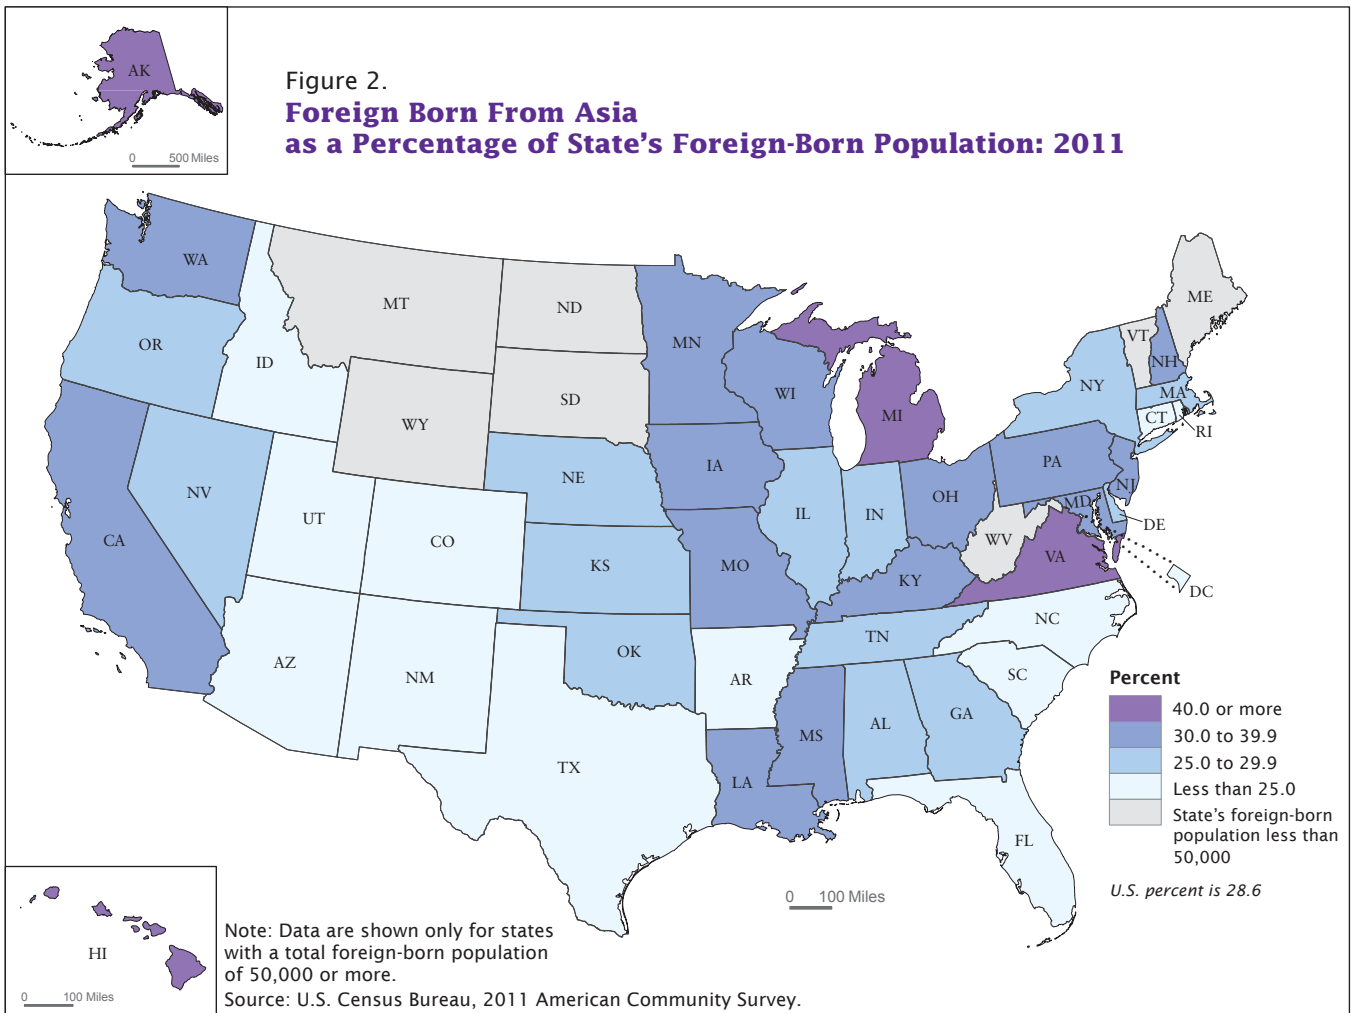 AK
0 500 Miles
Figure 2.
Foreign Born From Asia
as a Percentage of State's Foreign-Born Population: 2011
WA
MT
ND
MN
ME
VT
NH
OR
ID
SD
WI
MI
NY
MA
CT
RI
WY
IA
PA
NJ
NE
NV
UT
CO
IL
IN
OH
MD
DE
CA
KS
MO
WV
VA
KY
DC
AZ
NM
OK
TN
NC
AR
SC
MS
AL
GA
TX
LA
FL
Percent
40.0 or more
30.0 to 39.9
25.0 to 29.9
Less than 25.0
State's foreign-born
population less than
50,000
U.S. percent is 28.6
0 100 Miles
HI
0 100 Miles
Note: Data are shown only for states
with a total foreign-born population
of 50,000 or more.
Source: U.S. Census Bureau, 2011 American Community Survey.